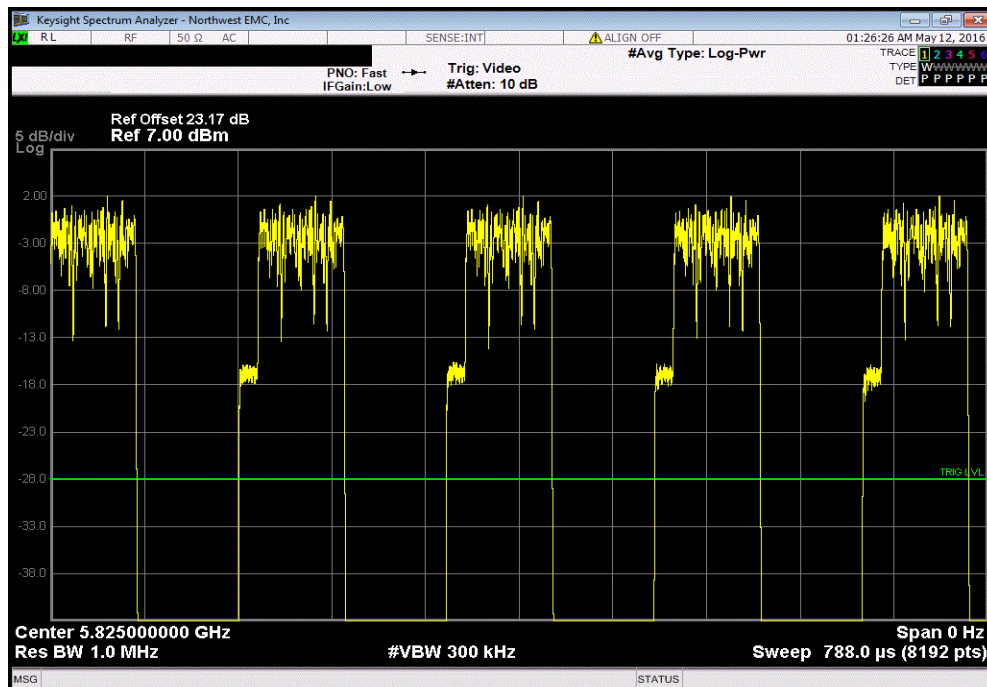 Keysight Spectrum Analyzer - Northwest EMC, Inc
LXI RL RF 50 Ω AC SENSE:INT ALIGN OFF 01:26:26 AM May 12, 2016
#Avg Type: Log-Pwr TRACE 1 2 3 4 5 6
PNO: Fast Trig: Video TYPE WWWWWW
IFGain:Low #Atten: 10 dB DET P P P P P P
Ref Offset 23.17 dB
5 dB/div Ref 7.00 dBm
Log
2.00
-3.00
-8.00
-13.0
-18.0
-23.0
TRIG LVL
-28.0
-33.0
-38.0
Center 5.825000000 GHz Span 0 Hz
Res BW 1.0 MHz #VBW 300 kHz Sweep 788.0 µs (8192 pts)
MSG STATUS